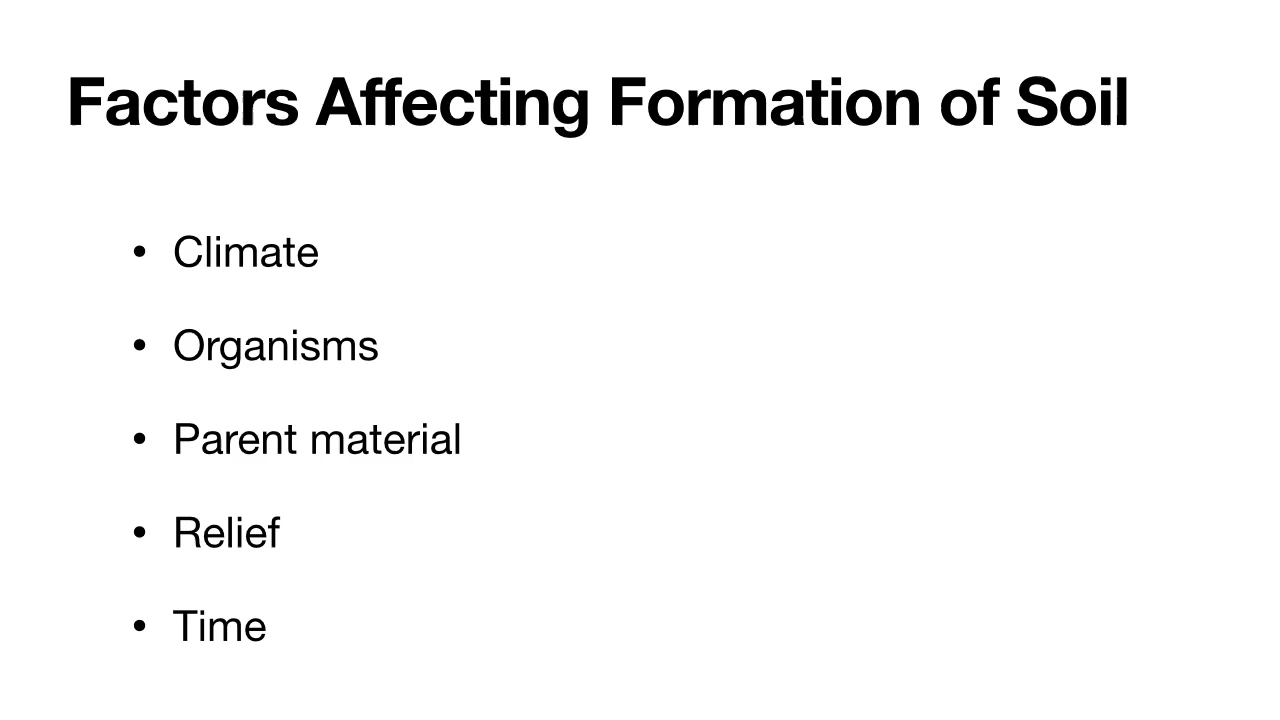 Factors Affecting Formation of Soil
• Climate
• Organisms
• Parent material
• Relief
• Time